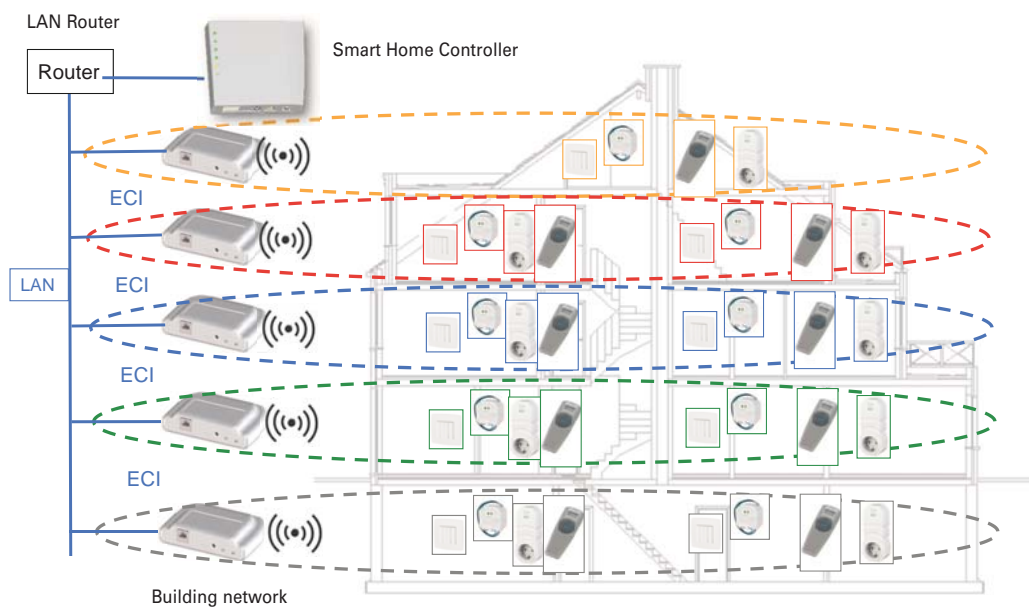 LAN Router
Smart Home Controller
Router
ECI
ECI
LAN
ECI
ECI
Building network